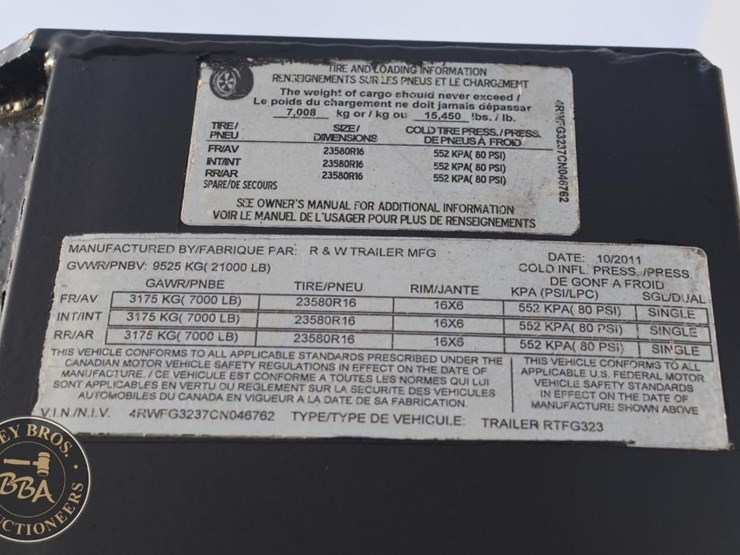 TIRE AND LOADING INFORMATION
RENSEIGNEMENTS SUR LES PNEUS ET LE CHARGEMENT
The weight of cargo should never exceed /
Le poids du chargement ne doit jamais dépassar
7,008 kg or / kg ou 15,450 lbs. / lb.
TIRE/ SIZE/ COLD TIRE PRESS. /PRESS.
PNEU DIMENSIONS DE PNEUS A FROID
FR/AV 23580R16 552 KPA( 80 PSI)
INT/INT 23580R16 552 KPA( 80 PSI)
RR/AR 23580R16 552 KPA( 80 PSI)
SPARE/DE SECOURS
SEE OWNER'S MANUAL FOR ADDITIONAL INFORMATION
VOIR LE MANUEL DE L'USAGER POUR PLUS DE RENSEIGNEMENTS
4RWFG3237CN046762
MANUFACTURED BY/FABRIQUE PAR: R & W TRAILER MFG DATE: 10/2011
GVWR/PNBV: 9525 KG( 21000 LB) COLD INFL. PRESS. /PRESS.
DE GONF A FROID
GAWR/PNBE TIRE/PNEU RIM/JANTE KPA (PSI/LPC) SGL/DUAL
FR/AV 3175 KG( 7000 LB) 23580R16 16X6 552 KPA( 80 PSI) SINGLE
INT/INT 3175 KG( 7000 LB) 23580R16 16X6 552 KPA( 80 PSI) SINGLE
RR/AR 3175 KG( 7000 LB) 23580R16 16X6 552 KPA( 80 PSI) SINGLE
THIS VEHICLE CONFORMS TO ALL APPLICABLE STANDARDS PRESCRIBED UNDER THE
CANADIAN MOTOR VEHICLE SAFETY REGULATIONS IN EFFECT ON THE DATE OF
MANUFACTURE. / CE VEHICULE EST CONFORME A TOUTES LES NORMES QUI LUI
SONT APPLICABLES EN VERTU DU REGLEMENT SUR LA SECURITE DES VEHICULES
AUTOMOBILES DU CANADA EN VIGUEUR A LA DATE DE SA FABRICATION.
THIS VEHICLE CONFORMS TO ALL
APPLICABLE U.S. FEDERAL MOTOR
VEHICLE SAFETY STANDARDS
IN EFFECT ON THE DATE OF
MANUFACTURE SHOWN ABOVE
V.I.N./N.I.V. 4RWFG3237CN046762 TYPE/TYPE DE VEHICULE: TRAILER RTFG323
EY BROS.
BBA
CTIONEERS